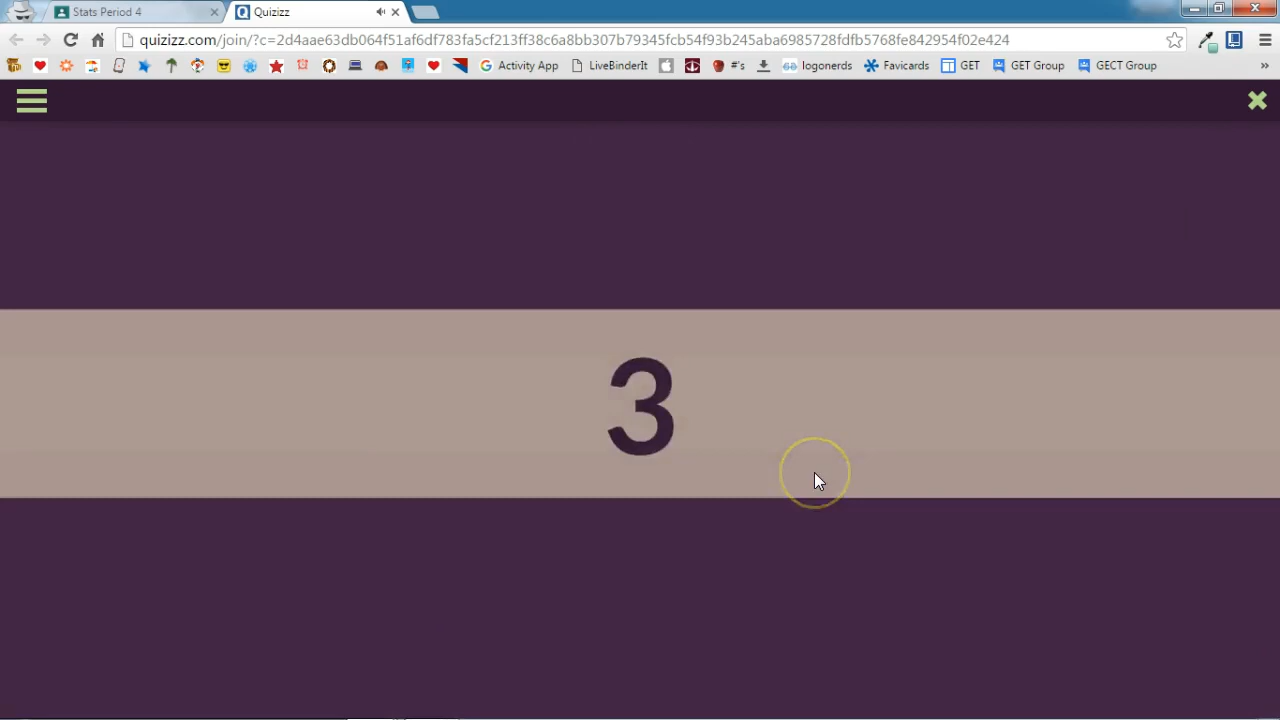 Stats Period 4
Quizizz
quizizz.com/join/?c=2d4aae63db064f51af6df783fa5cf213ff38c6a8bb307b79345fcb54f93b245aba6985728fdfb5768fe842954f02e424
Activity App
LiveBinderIt
#'s
logonerds
Favicards
GET
GET Group
GECT Group
»
3